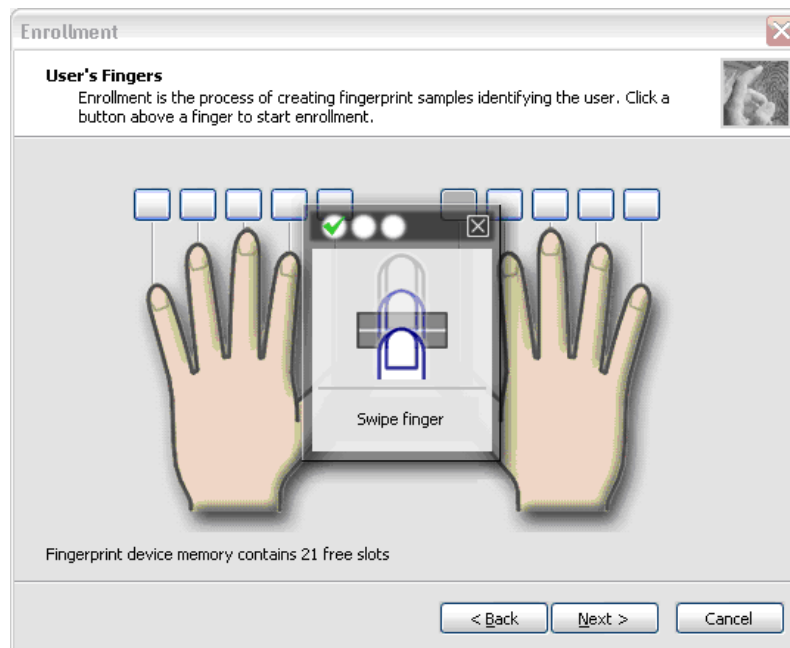 Enrollment
User's Fingers
Enrollment is the process of creating fingerprint samples identifying the user. Click a
button above a finger to start enrollment.
Swipe finger
Fingerprint device memory contains 21 free slots
< Back
Next >
Cancel